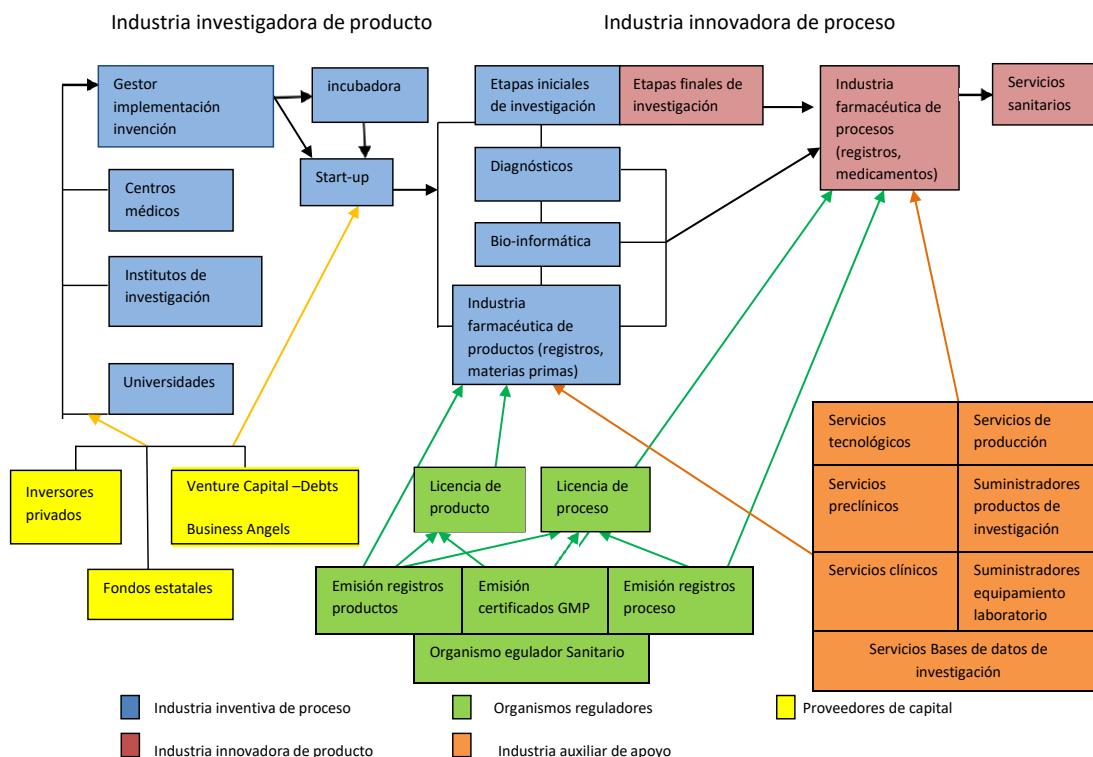 Industria investigadora de producto
Industria innovadora de proceso
Gestor
implementación
invención
incubadora
Start-up
Centros
médicos
Institutos de
investigación
Universidades
Etapas iniciales
de investigación
Etapas finales de
investigación
Diagnósticos
Bio-informática
Industria
farmacéutica de
productos (registros,
materias primas)
Industria
farmacéutica de
procesos
(registros,
medicamentos)
Servicios
sanitarios
Inversores
privados
Venture Capital –Debts
Business Angels
Fondos estatales
Licencia de
producto
Licencia de
proceso
Emisión registros
productos
Emisión
certificados GMP
Emisión registros
proceso
Organismo egulador Sanitario
Servicios
tecnológicos
Servicios de
producción
Servicios
preclínicos
Suministradores
productos de
investigación
Servicios clínicos
Suministradores
equipamiento
laboratorio
Servicios Bases de datos de
investigación
Industria inventiva de proceso
Organismos reguladores
Proveedores de capital
Industria innovadora de producto
Industria auxiliar de apoyo